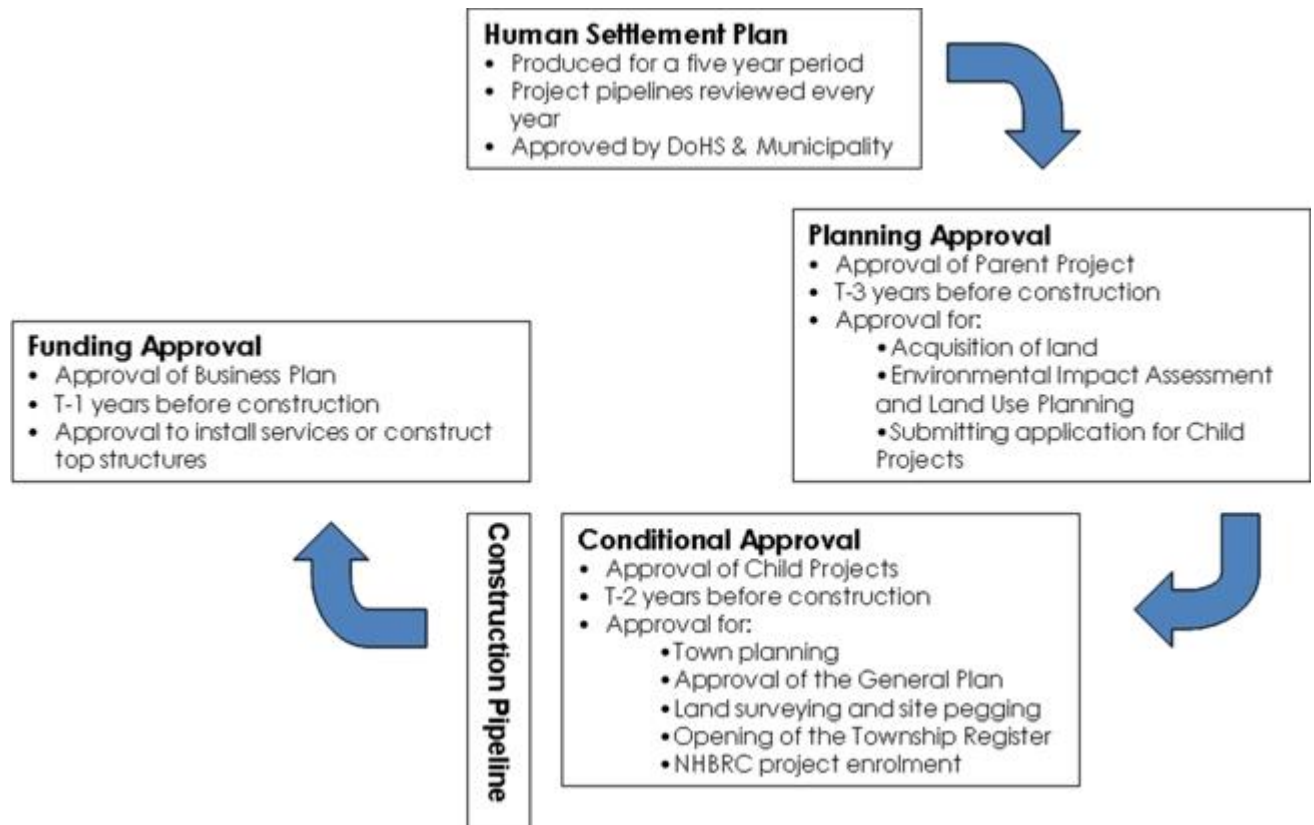 Human Settlement Plan
• Produced for a five year period
• Project pipelines reviewed every
year
• Approved by DoHS & Municipality
Planning Approval
• Approval of Parent Project
• T-3 years before construction
• Approval for:
•Acquisition of land
•Environmental Impact Assessment
and Land Use Planning
•Submitting application for Child
Projects
Conditional Approval
• Approval of Child Projects
• T-2 years before construction
• Approval for:
•Town planning
•Approval of the General Plan
•Land surveying and site pegging
•Opening of the Township Register
•NHBRC project enrolment
Construction Pipeline
Funding Approval
• Approval of Business Plan
• T-1 years before construction
• Approval to install services or construct
top structures